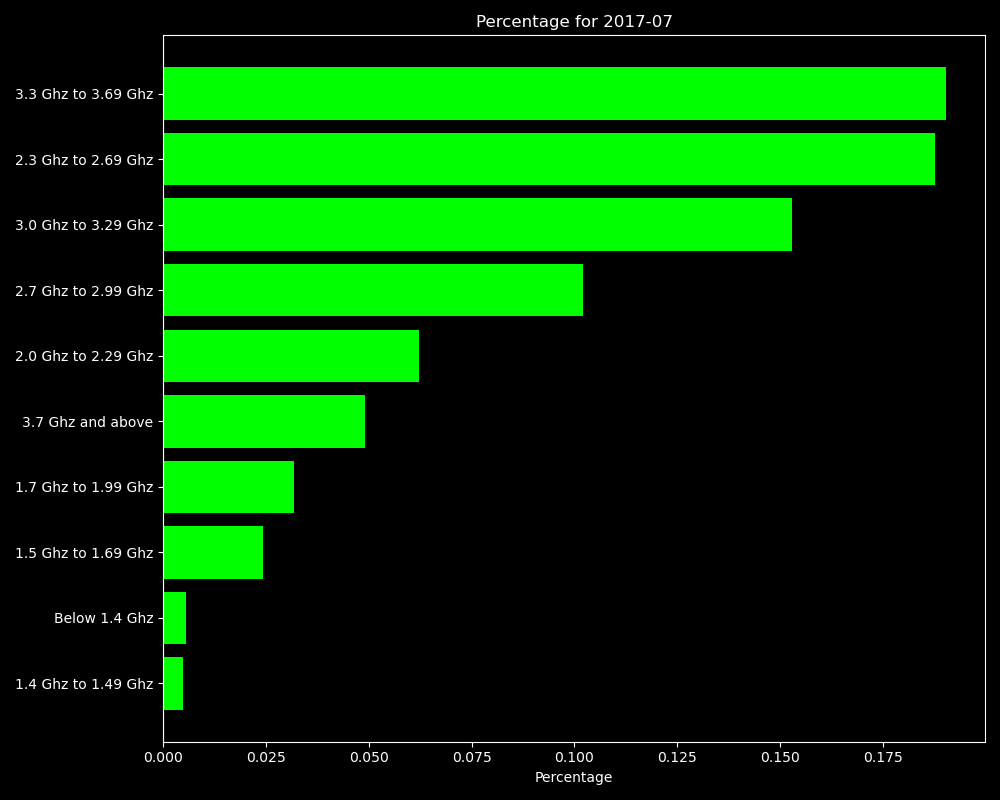 Percentage for 2017-07
3.3 Ghz to 3.69 Ghz
2.3 Ghz to 2.69 Ghz
3.0 Ghz to 3.29 Ghz
2.7 Ghz to 2.99 Ghz
2.0 Ghz to 2.29 Ghz
3.7 Ghz and above
1.7 Ghz to 1.99 Ghz
1.5 Ghz to 1.69 Ghz
Below 1.4 Ghz
1.4 Ghz to 1.49 Ghz
0.000 0.025 0.050 0.075 0.100 0.125 0.150 0.175
Percentage